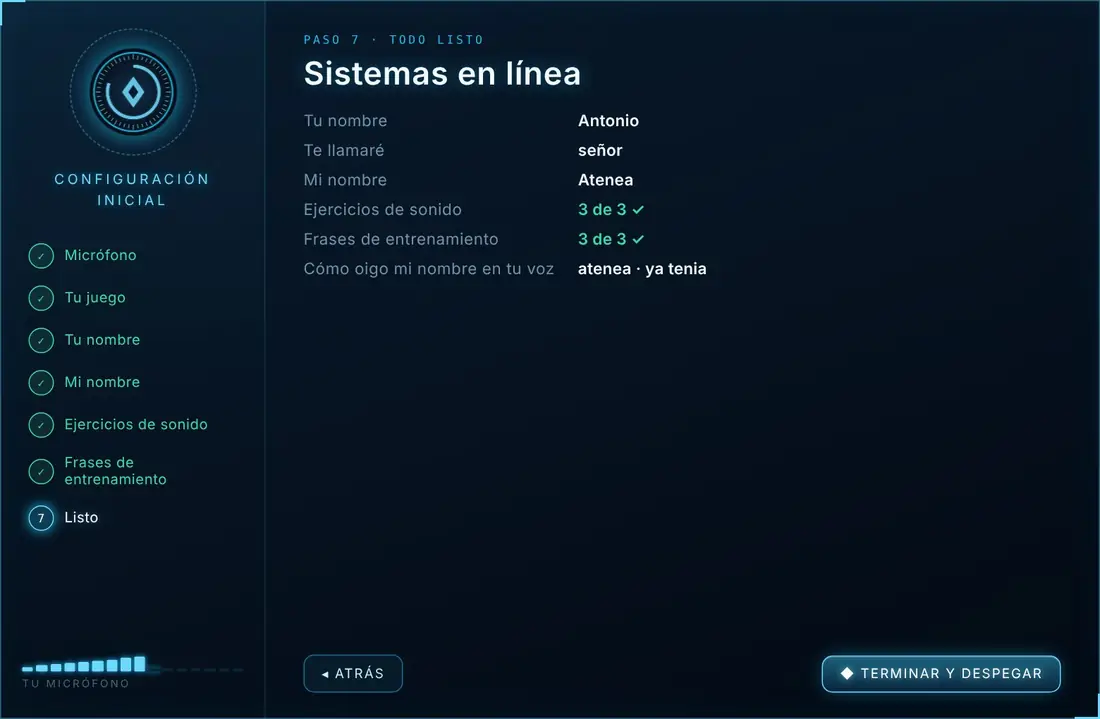 CONFIGURACIÓN
INICIAL
✓ Micrófono
✓ Tu juego
✓ Tu nombre
✓ Mi nombre
✓ Ejercicios de sonido
✓ Frases de
entrenamiento
7 Listo
TU MICRÓFONO
PASO 7 · TODO LISTO
Sistemas en línea
Tu nombre Antonio
Te llamaré señor
Mi nombre Atenea
Ejercicios de sonido 3 de 3 ✓
Frases de entrenamiento 3 de 3 ✓
Cómo oigo mi nombre en tu voz atenea · ya tenia
◂ ATRÁS
◆ TERMINAR Y DESPEGAR